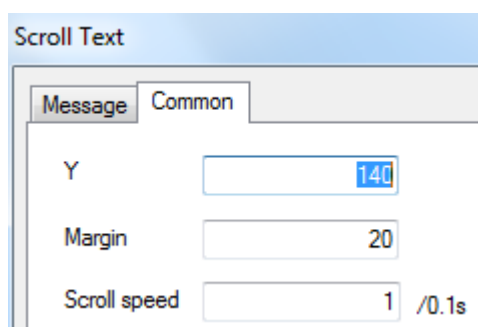 Scroll Text
Message Common
Y 140
Margin 20
Scroll speed 1 /0.1s